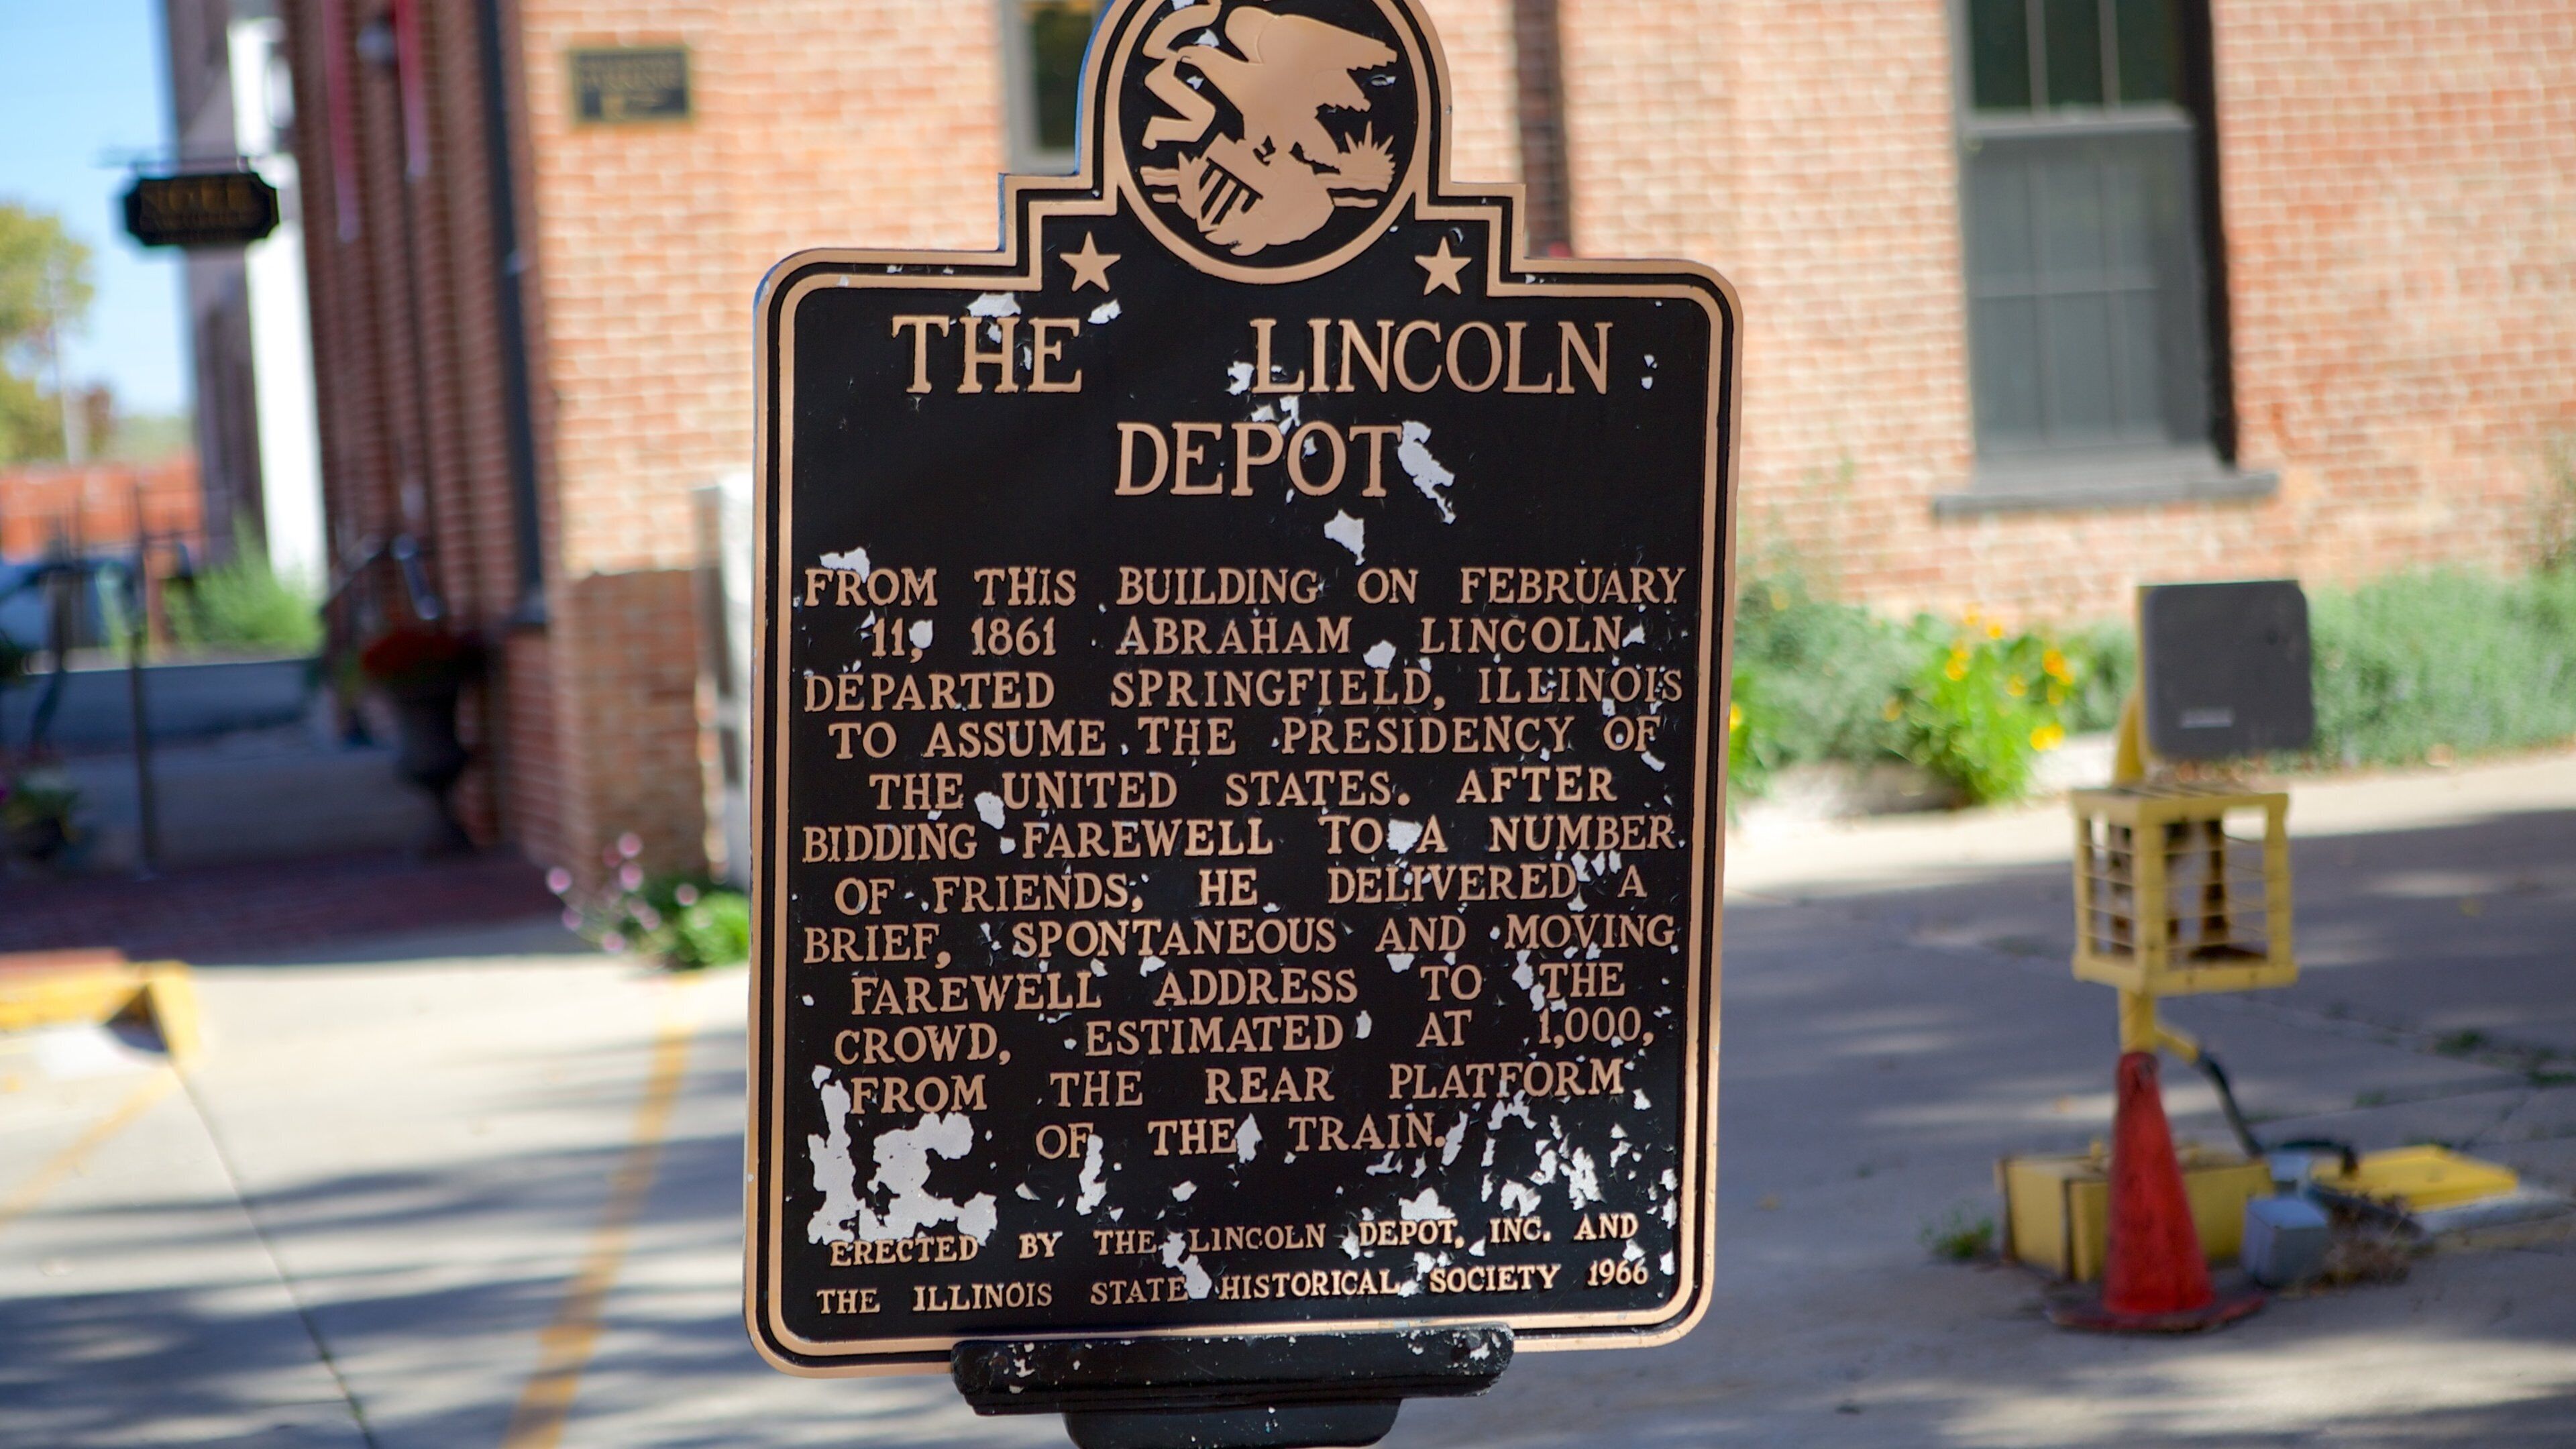 THE LINCOLN
DEPOT
FROM THIS BUILDING ON FEBRUARY
11, 1861 ABRAHAM LINCOLN
DEPARTED SPRINGFIELD, ILLINOIS
TO ASSUME THE PRESIDENCY OF
THE UNITED STATES. AFTER
BIDDING FAREWELL TO A NUMBER
OF FRIENDS, HE DELIVERED A
BRIEF, SPONTANEOUS AND MOVING
FAREWELL ADDRESS TO THE
CROWD, ESTIMATED AT 1,000,
FROM THE REAR PLATFORM
OF THE TRAIN.
ERECTED BY THE LINCOLN DEPOT, INC. AND
THE ILLINOIS STATE HISTORICAL SOCIETY 1966